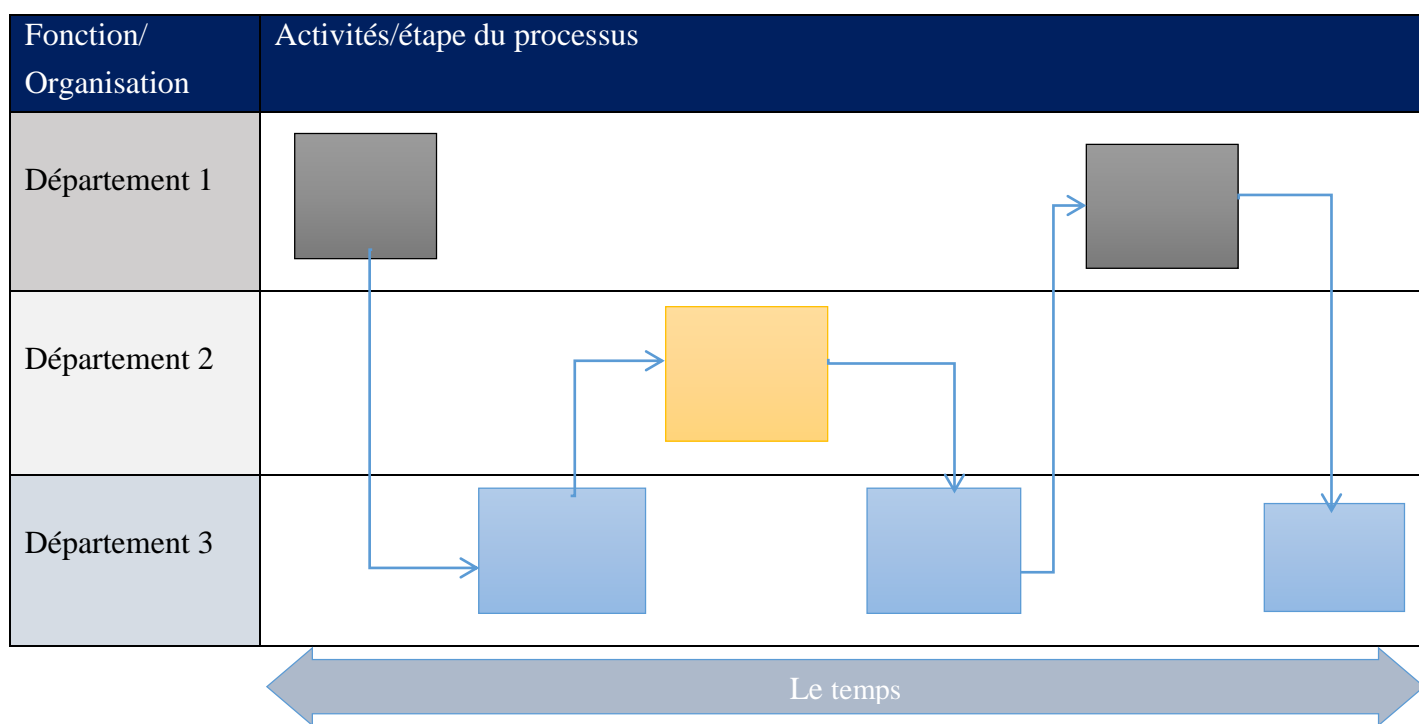 Fonction/
Organisation
Activités/étape du processus
Département 1
Département 2
Département 3
Le temps